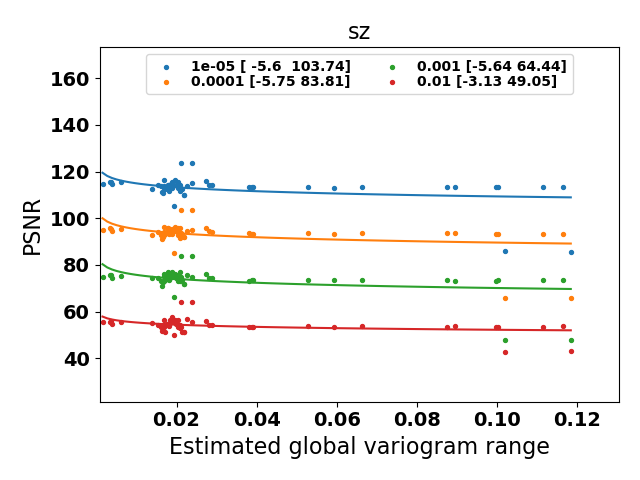 sz
1e-05 [ -5.6  103.74]
0.0001 [-5.75 83.81]
0.001 [-5.64 64.44]
0.01 [-3.13 49.05]
PSNR
160
140
120
100
80
60
40
0.02 0.04 0.06 0.08 0.10 0.12
Estimated global variogram range